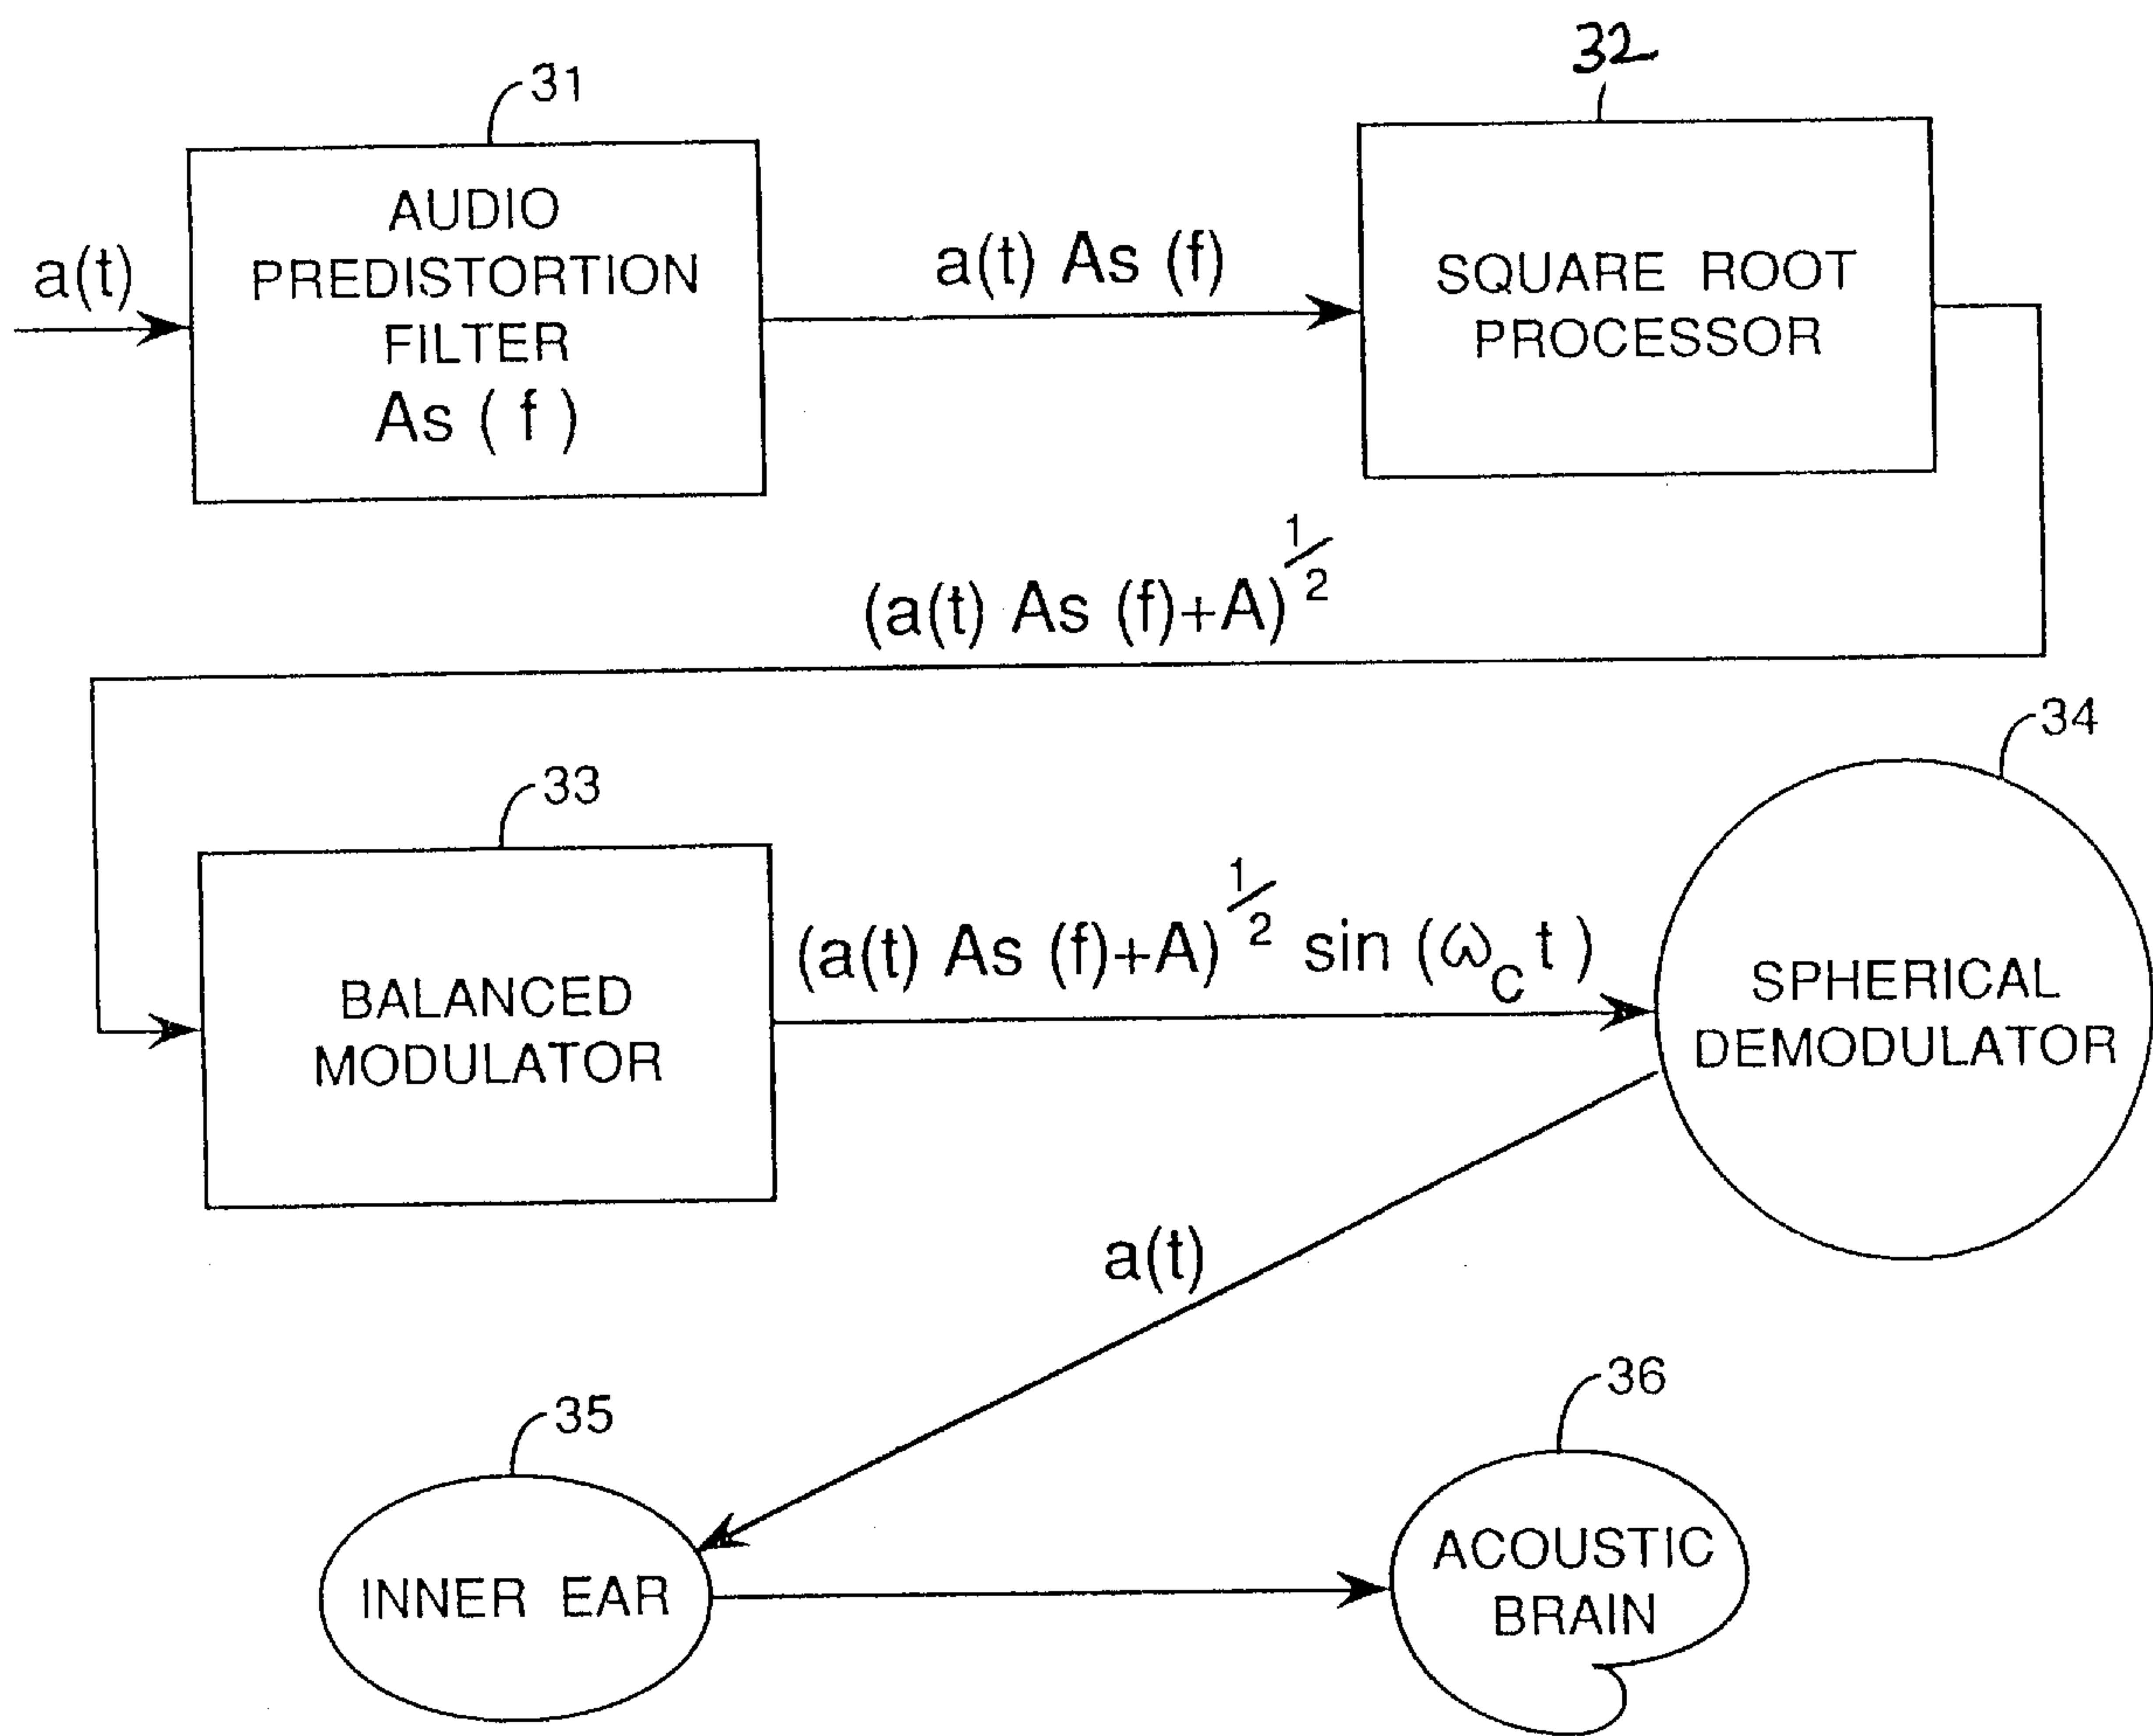 31
32
a(t)
AUDIO
PREDISTORTION
FILTER
As ( f )
a(t) As (f)
SQUARE ROOT
PROCESSOR
(a(t) As (f)+A)^1/2
33
34
BALANCED
MODULATOR
(a(t) As (f)+A)^1/2 sin (ω_c t )
SPHERICAL
DEMODULATOR
a(t)
35
36
INNER EAR
ACOUSTIC
BRAIN